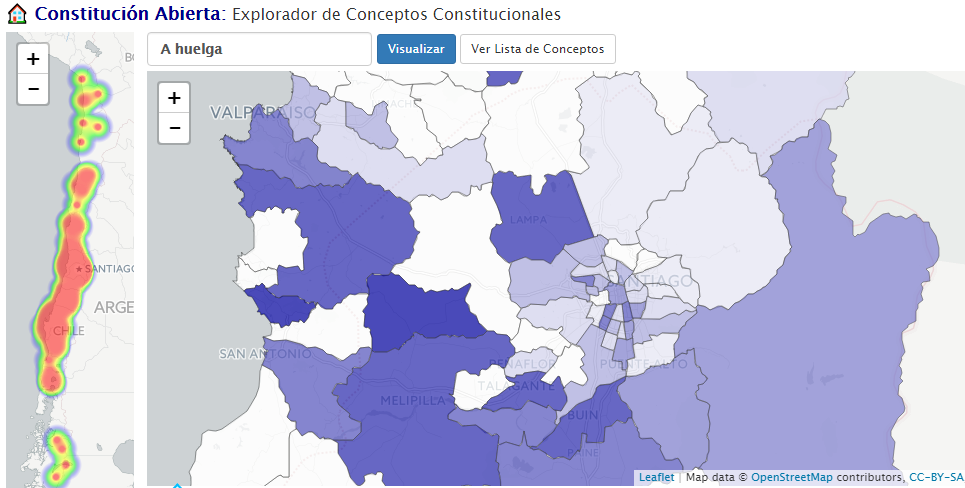 Constitución Abierta: Explorador de Conceptos Constitucionales
+
−
A huelga
Visualizar
Ver Lista de Conceptos
+
−
VALPARAÍSO
LAMPA
SANTIAGO
SANTIAGO
ARGE
CHILE
SAN ANTONIO
PEÑAFLOR
PUENTE ALTO
TALAGANTE
MELIPILLA
BUIN
PAINE
Leaflet | Map data © OpenStreetMap contributors, CC-BY-SA